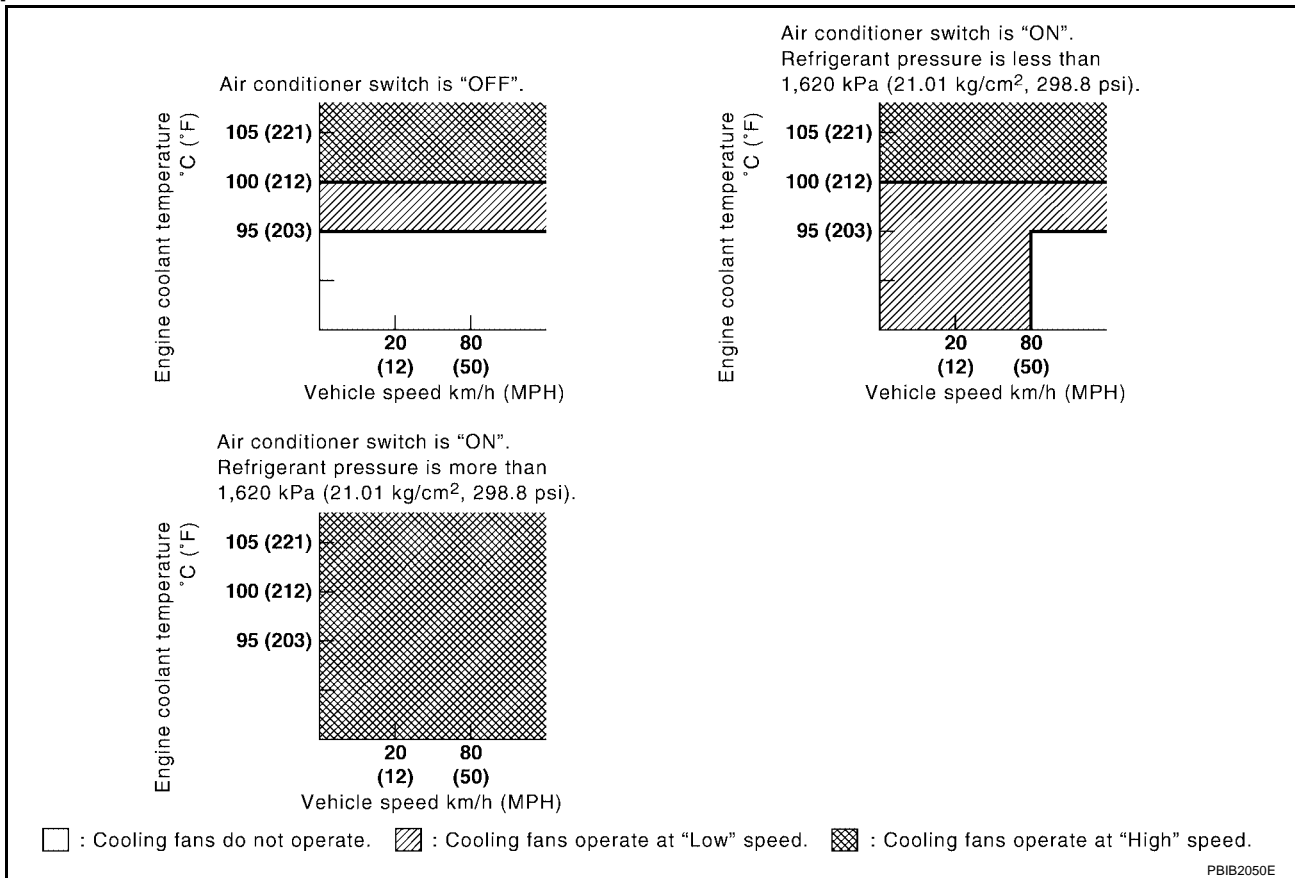 Air conditioner switch is “OFF”.
Engine coolant temperature
°C (°F)
105 (221)
100 (212)
95 (203)
20
80
(12)
(50)
Vehicle speed km/h (MPH)
Air conditioner switch is “ON”.
Refrigerant pressure is less than
1,620 kPa (21.01 kg/cm², 298.8 psi).
Engine coolant temperature
°C (°F)
105 (221)
100 (212)
95 (203)
20
80
(12)
(50)
Vehicle speed km/h (MPH)
Air conditioner switch is “ON”.
Refrigerant pressure is more than
1,620 kPa (21.01 kg/cm², 298.8 psi).
Engine coolant temperature
°C (°F)
105 (221)
100 (212)
95 (203)
20
80
(12)
(50)
Vehicle speed km/h (MPH)
: Cooling fans do not operate.
: Cooling fans operate at “Low” speed.
: Cooling fans operate at “High” speed.
PBIB2050E